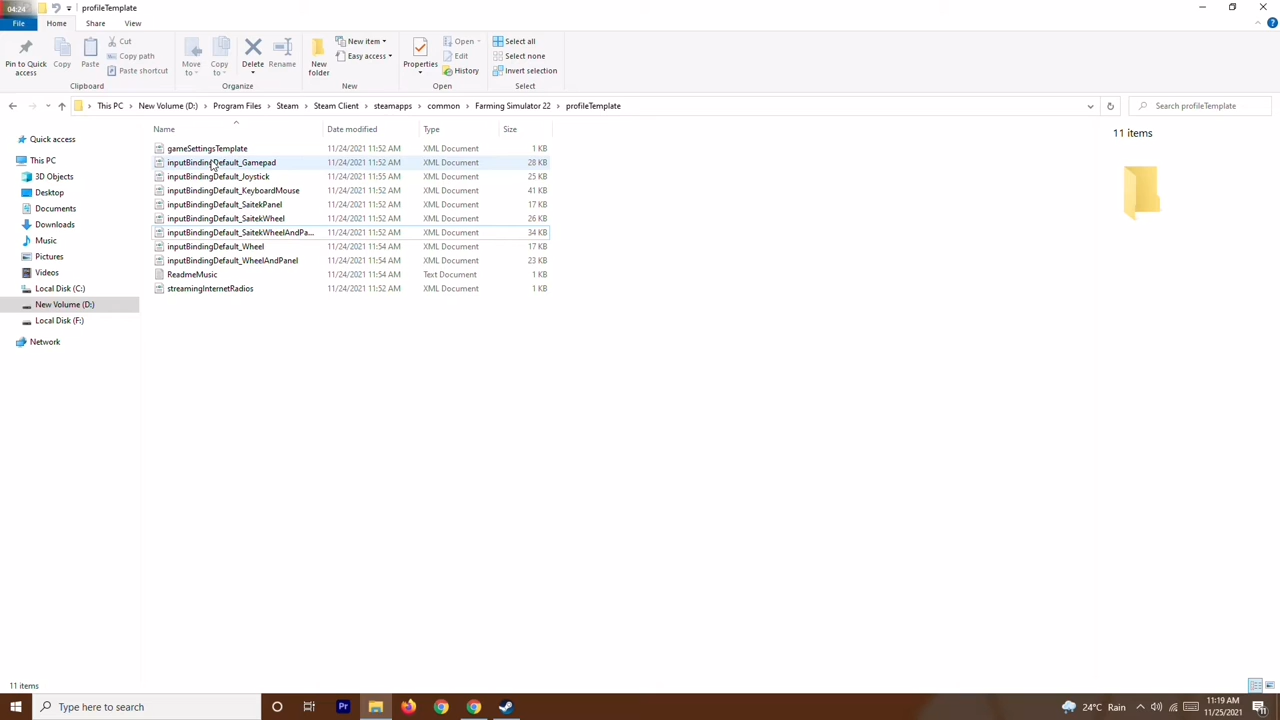 04:24 profileTemplate
File Home Share View
Pin to Quick access
Copy
Paste
Cut
Copy path
Paste shortcut
Clipboard
Move to
Copy to
Delete
Rename
Organize
New folder
New item
Easy access
New
Properties
Open
Edit
History
Open
Select all
Select none
Invert selection
Select
This PC New Volume (D:) Program Files Steam Steam Client steamapps common Farming Simulator 22 profileTemplate
Search profileTemplate
Quick access
This PC
3D Objects
Desktop
Documents
Downloads
Music
Pictures
Videos
Local Disk (C:)
New Volume (D:)
Local Disk (F:)
Network
Name Date modified Type Size
gameSettingsTemplate 11/24/2021 11:52 AM XML Document 1 KB
inputBindingDefault_Gamepad 11/24/2021 11:52 AM XML Document 28 KB
inputBindingDefault_Joystick 11/24/2021 11:55 AM XML Document 25 KB
inputBindingDefault_KeyboardMouse 11/24/2021 11:52 AM XML Document 41 KB
inputBindingDefault_SaitekPanel 11/24/2021 11:52 AM XML Document 17 KB
inputBindingDefault_SaitekWheel 11/24/2021 11:52 AM XML Document 26 KB
inputBindingDefault_SaitekWheelAndPa... 11/24/2021 11:52 AM XML Document 34 KB
inputBindingDefault_Wheel 11/24/2021 11:54 AM XML Document 17 KB
inputBindingDefault_WheelAndPanel 11/24/2021 11:54 AM XML Document 23 KB
ReadmeMusic 11/24/2021 11:54 AM Text Document 1 KB
streamingInternetRadios 11/24/2021 11:52 AM XML Document 1 KB
11 items
11 items
Type here to search
Pr
24°C Rain
11:19 AM
11/25/2021